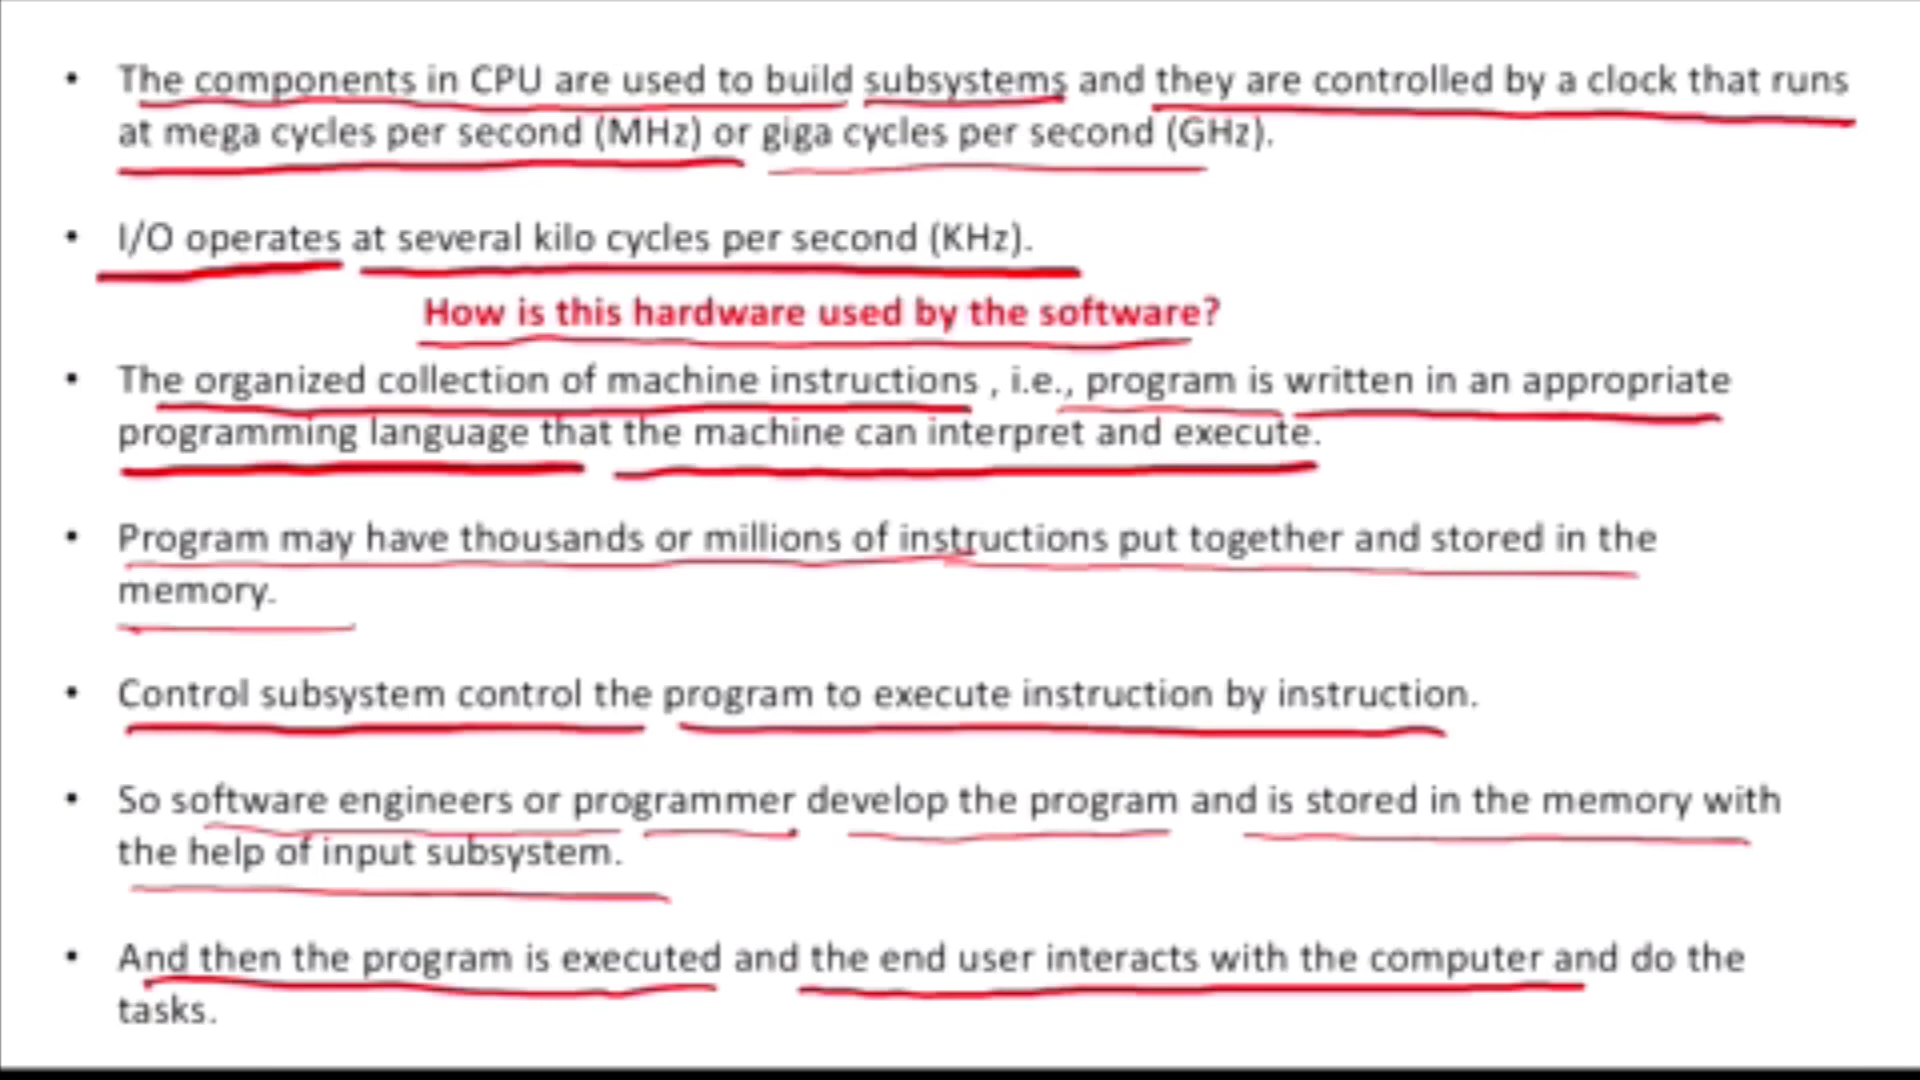 • The components in CPU are used to build subsystems and they are controlled by a clock that runs
at mega cycles per second (MHz) or giga cycles per second (GHz).
• I/O operates at several kilo cycles per second (KHz).
How is this hardware used by the software?
• The organized collection of machine instructions , i.e., program is written in an appropriate
programming language that the machine can interpret and execute.
• Program may have thousands or millions of instructions put together and stored in the
memory.
• Control subsystem control the program to execute instruction by instruction.
• So software engineers or programmer develop the program and is stored in the memory with
the help of input subsystem.
• And then the program is executed and the end user interacts with the computer and do the
tasks.